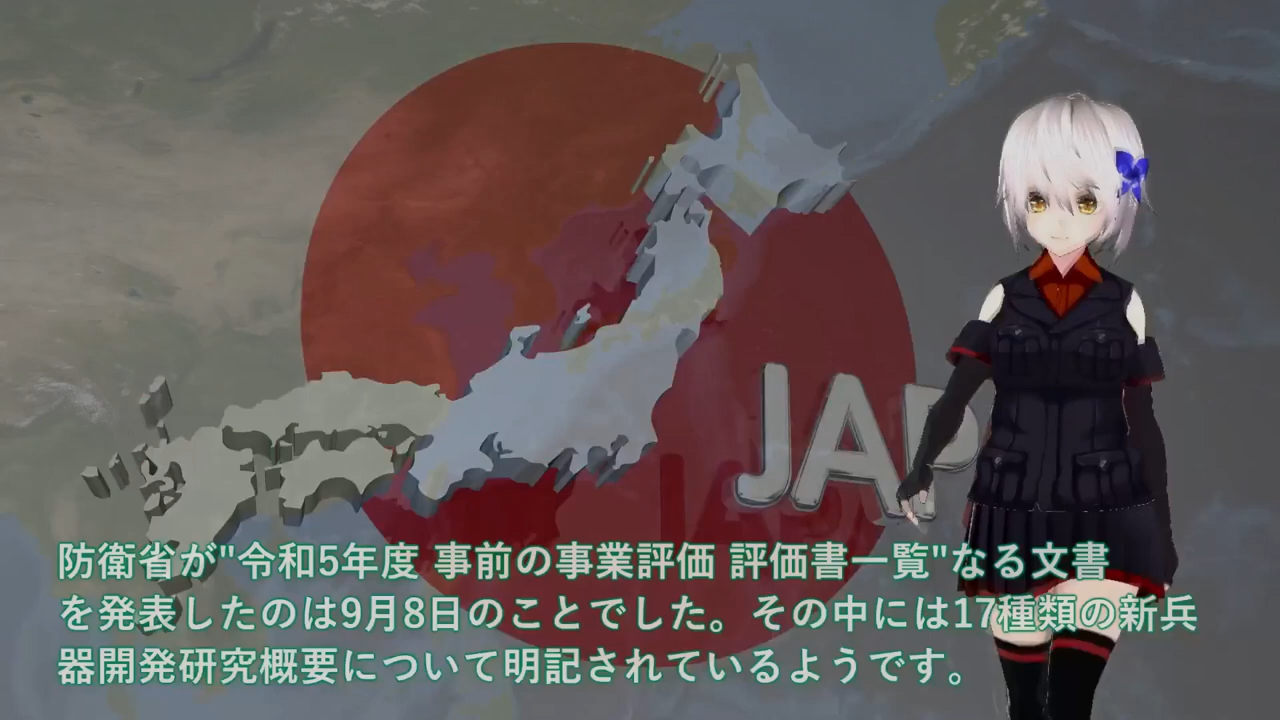 JAP
防衛省が"令和5年度 事前の事業評価 評価書一覧"なる文書
を発表したのは9月8日のことでした。その中には17種類の新兵
器開発研究概要について明記されているようです。